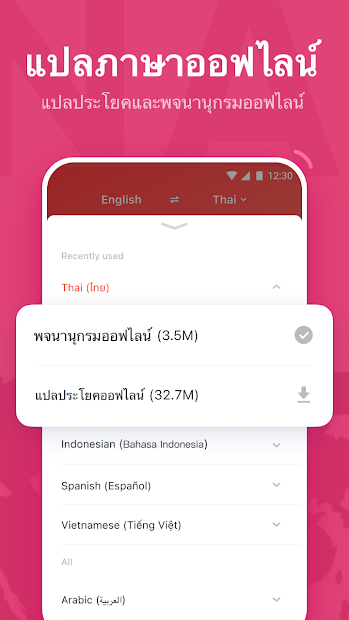 แปลภาษาออฟไลน์
แปลประโยคและพจนานุกรมออฟไลน์
12:30
English ⇌ Thai
Recently used
Thai (ไทย)
พจนานุกรมออฟไลน์ (3.5M)
แปลประโยคออฟไลน์ (32.7M)
Indonesian (Bahasa Indonesia)
Spanish (Español)
Vietnamese (Tiếng Việt)
All
Arabic (العربية)